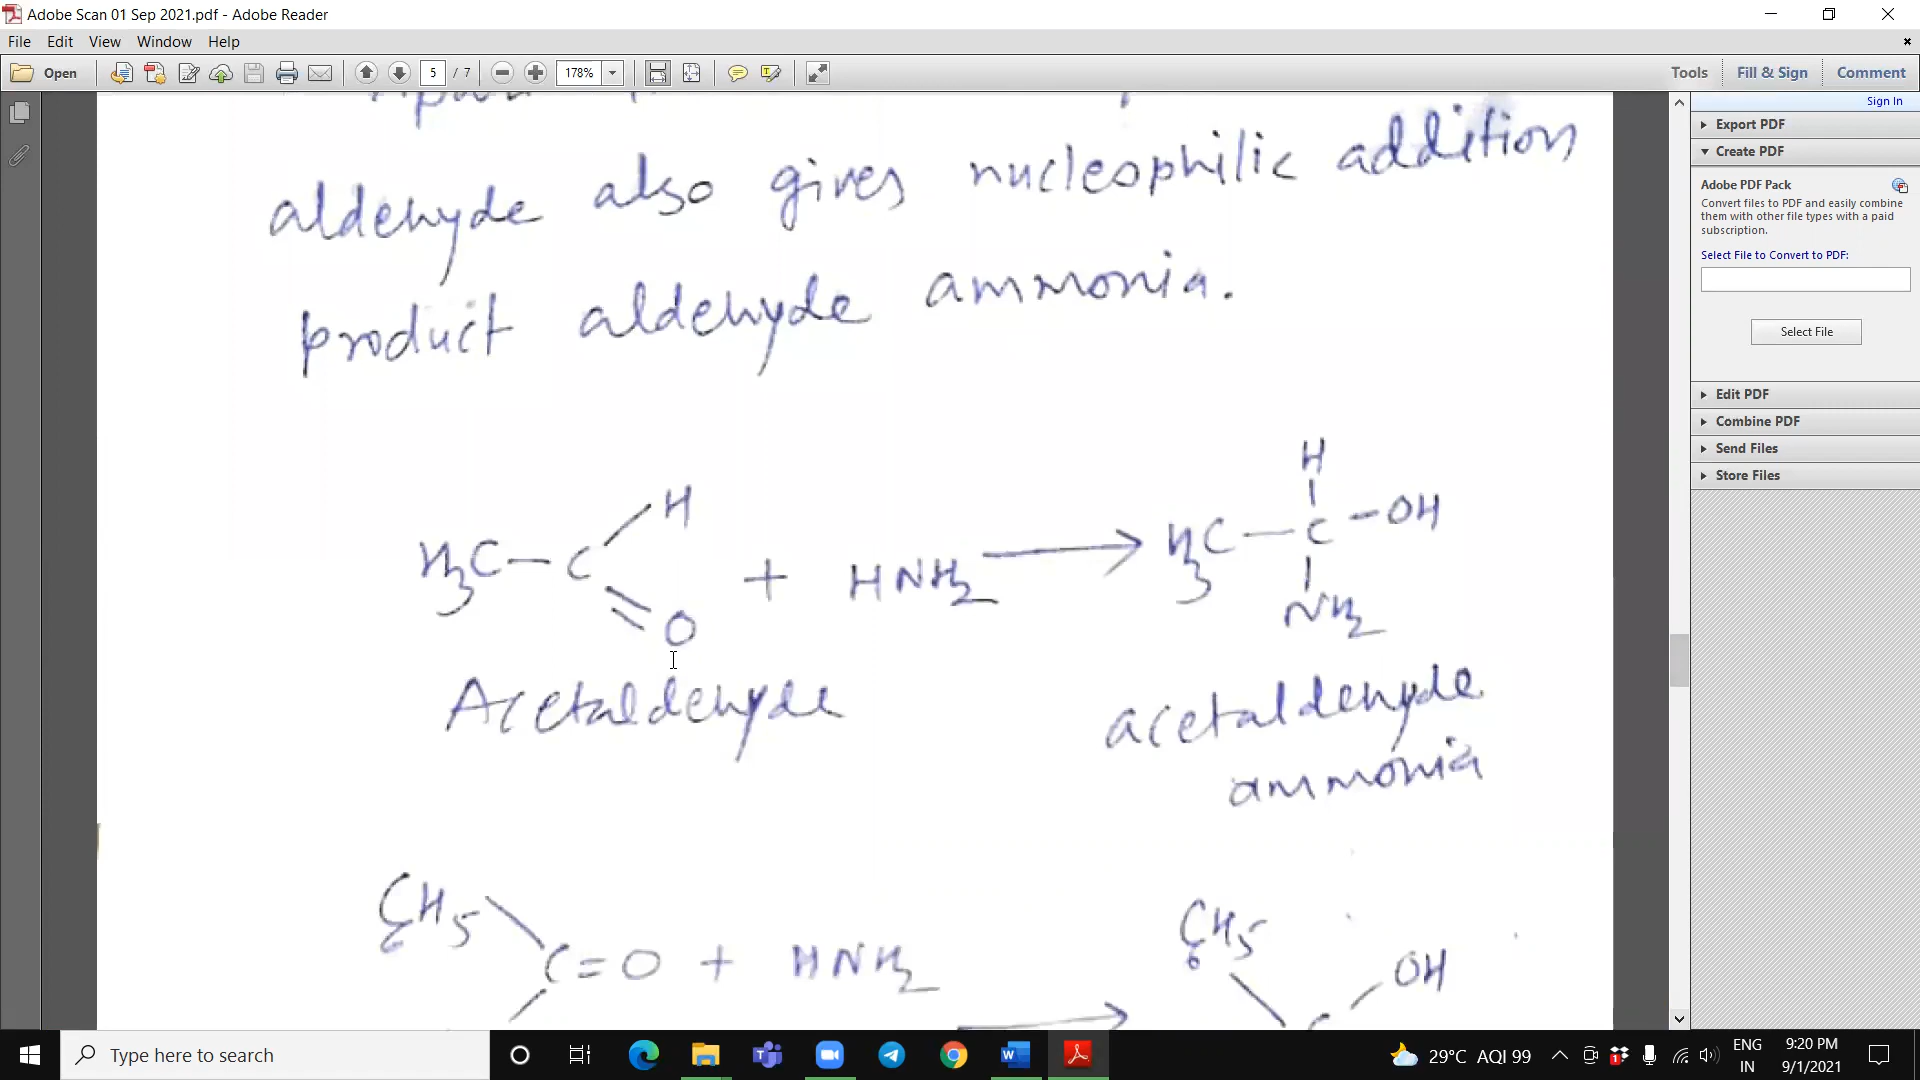 Adobe Scan 01 Sep 2021.pdf - Adobe Reader
File Edit View Window Help
Open 5 / 7 178% Tools Fill & Sign Comment
Sign In
Export PDF
Create PDF
Adobe PDF Pack
Convert files to PDF and easily combine
them with other file types with a paid
subscription.
Select File to Convert to PDF:
Select File
Edit PDF
Combine PDF
Send Files
Store Files
aldehyde also gives nucleophilic addition
product aldehyde ammonia.
H
H
H3C - C + HNH2 → H3C - C - OH
O
NH2
Acetaldehyde acetaldehyde
ammonia
C6H5 C6H5
C = O + HNH2 OH
→
Type here to search
29°C AQI 99
ENG
IN
9:20 PM
9/1/2021